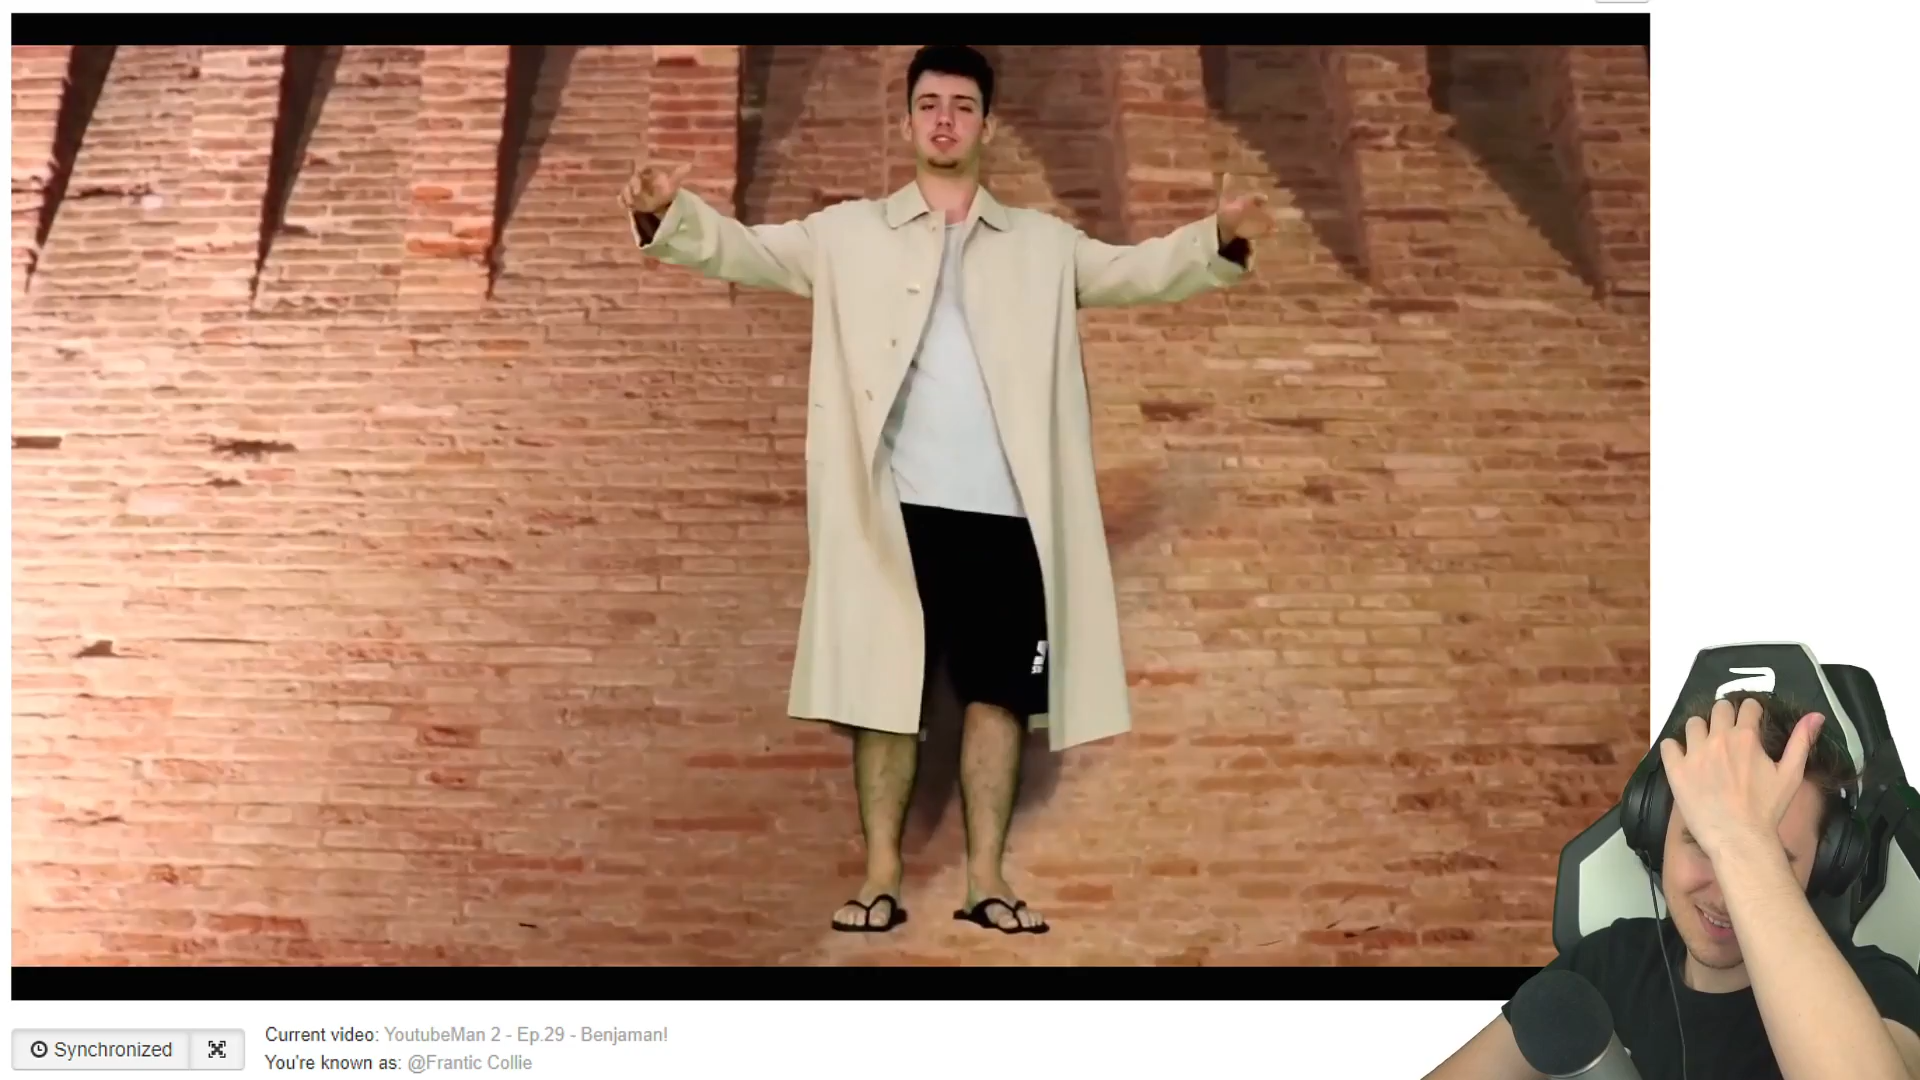 Current video: YoutubeMan 2 - Ep.29 - Benjaman!
Synchronized
You're known as: @Frantic Collie